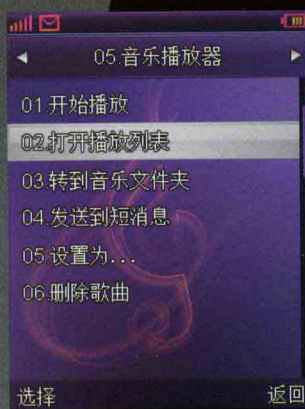 05.音乐播放器
01.开始播放
02.打开播放列表
03.转到音乐文件夹
04.发送到短消息
05.设置为...
06.删除歌曲
选择 返回